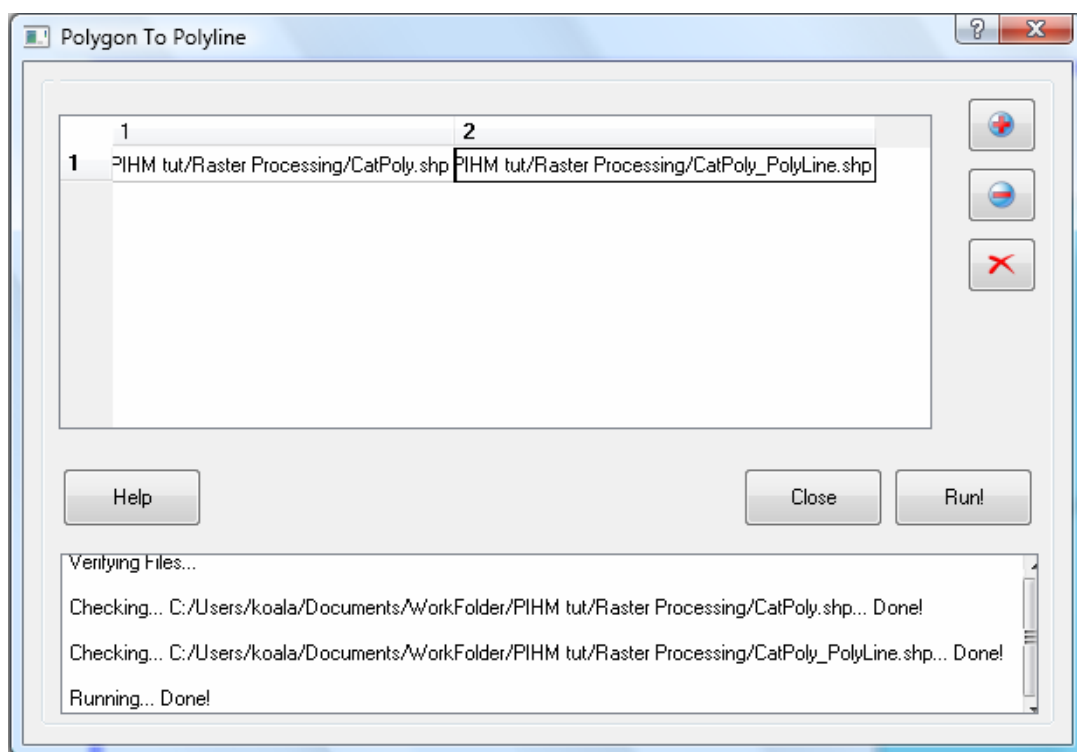 Polygon To Polyline
?
1 2
1 PIHM tut/Raster Processing/CatPoly.shp PIHM tut/Raster Processing/CatPoly_PolyLine.shp
Help Close Run!
Verifying Files...
Checking... C:/Users/koala/Documents/WorkFolder/PIHM tut/Raster Processing/CatPoly.shp... Done!
Checking... C:/Users/koala/Documents/WorkFolder/PIHM tut/Raster Processing/CatPoly_PolyLine.shp... Done!
Running... Done!